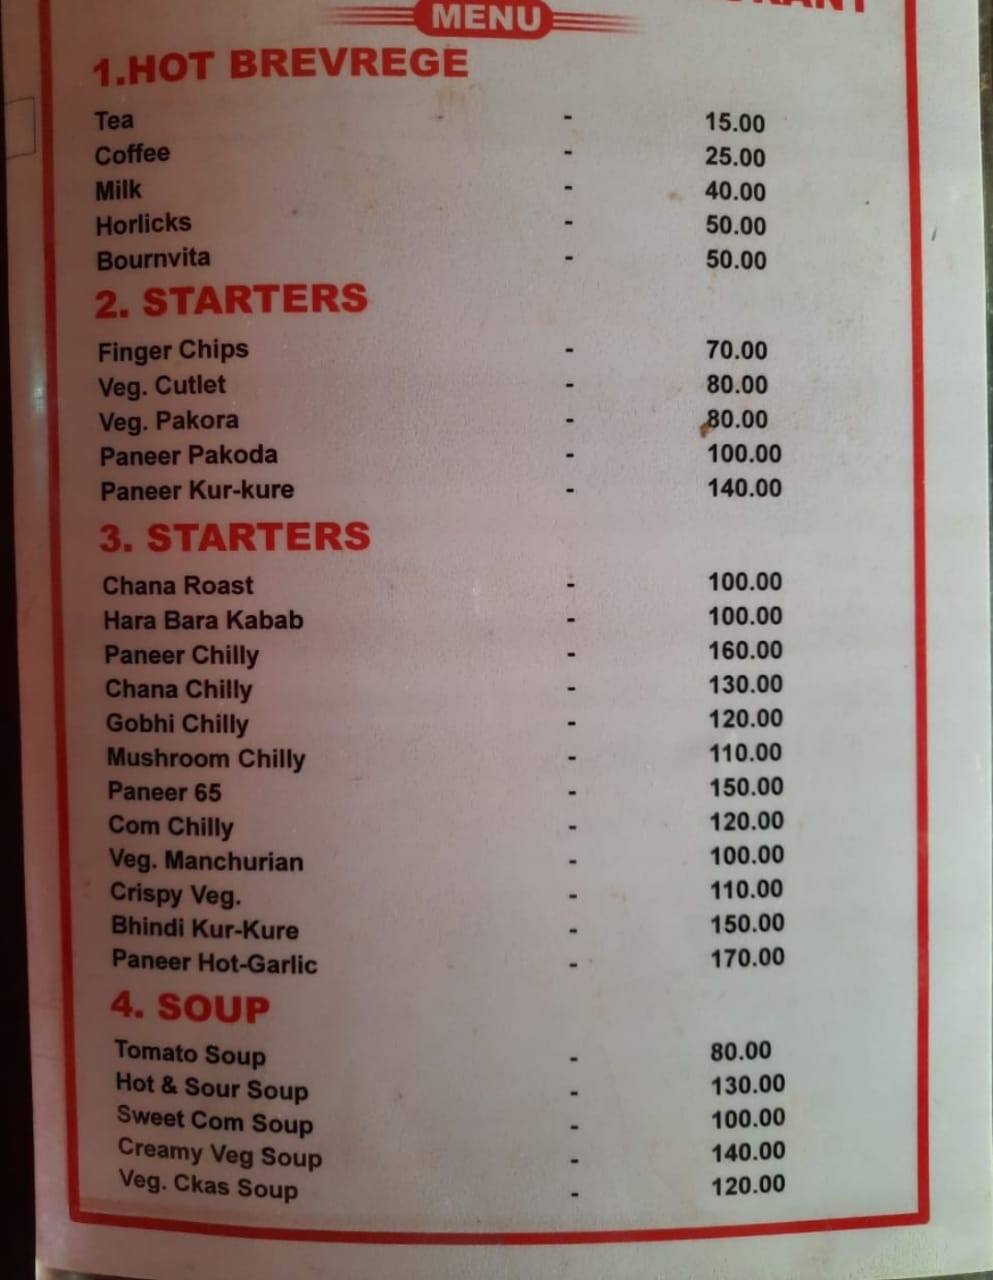 MENU
1.HOT BREVREGE
Tea - 15.00
Coffee - 25.00
Milk - 40.00
Horlicks - 50.00
Bournvita - 50.00
2. STARTERS
Finger Chips - 70.00
Veg. Cutlet - 80.00
Veg. Pakora - 80.00
Paneer Pakoda - 100.00
Paneer Kur-kure - 140.00
3. STARTERS
Chana Roast - 100.00
Hara Bara Kabab - 100.00
Paneer Chilly - 160.00
Chana Chilly - 130.00
Gobhi Chilly - 120.00
Mushroom Chilly - 110.00
Paneer 65 - 150.00
Com Chilly - 120.00
Veg. Manchurian - 100.00
Crispy Veg. - 110.00
Bhindi Kur-Kure - 150.00
Paneer Hot-Garlic - 170.00
4. SOUP
Tomato Soup - 80.00
Hot & Sour Soup - 130.00
Sweet Com Soup - 100.00
Creamy Veg Soup - 140.00
Veg. Ckas Soup - 120.00